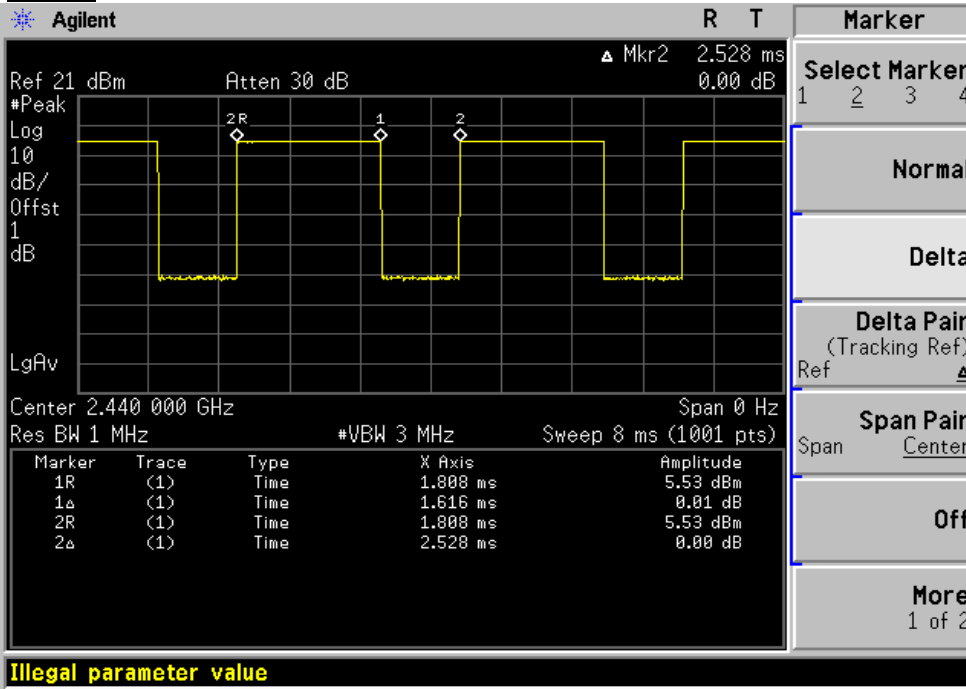 Agilent R T Marker
▵ Mkr2 2.528 ms
Ref 21 dBm Atten 30 dB 0.00 dB
#Peak
Log
10
dB/
Offst
1
dB
2R 1 2
LgAv
Center 2.440 000 GHz Span 0 Hz
Res BW 1 MHz #VBW 3 MHz Sweep 8 ms (1001 pts)
Marker Trace Type X Axis Amplitude
1R (1) Time 1.808 ms 5.53 dBm
1▵ (1) Time 1.616 ms 0.01 dB
2R (1) Time 1.808 ms 5.53 dBm
2▵ (1) Time 2.528 ms 0.00 dB
Select Marker
1 2 3 4
Normal
Delta
Delta Pair
(Tracking Ref)
Ref ▵
Span Pair
Span Center
Off
More
1 of 2
Illegal parameter value